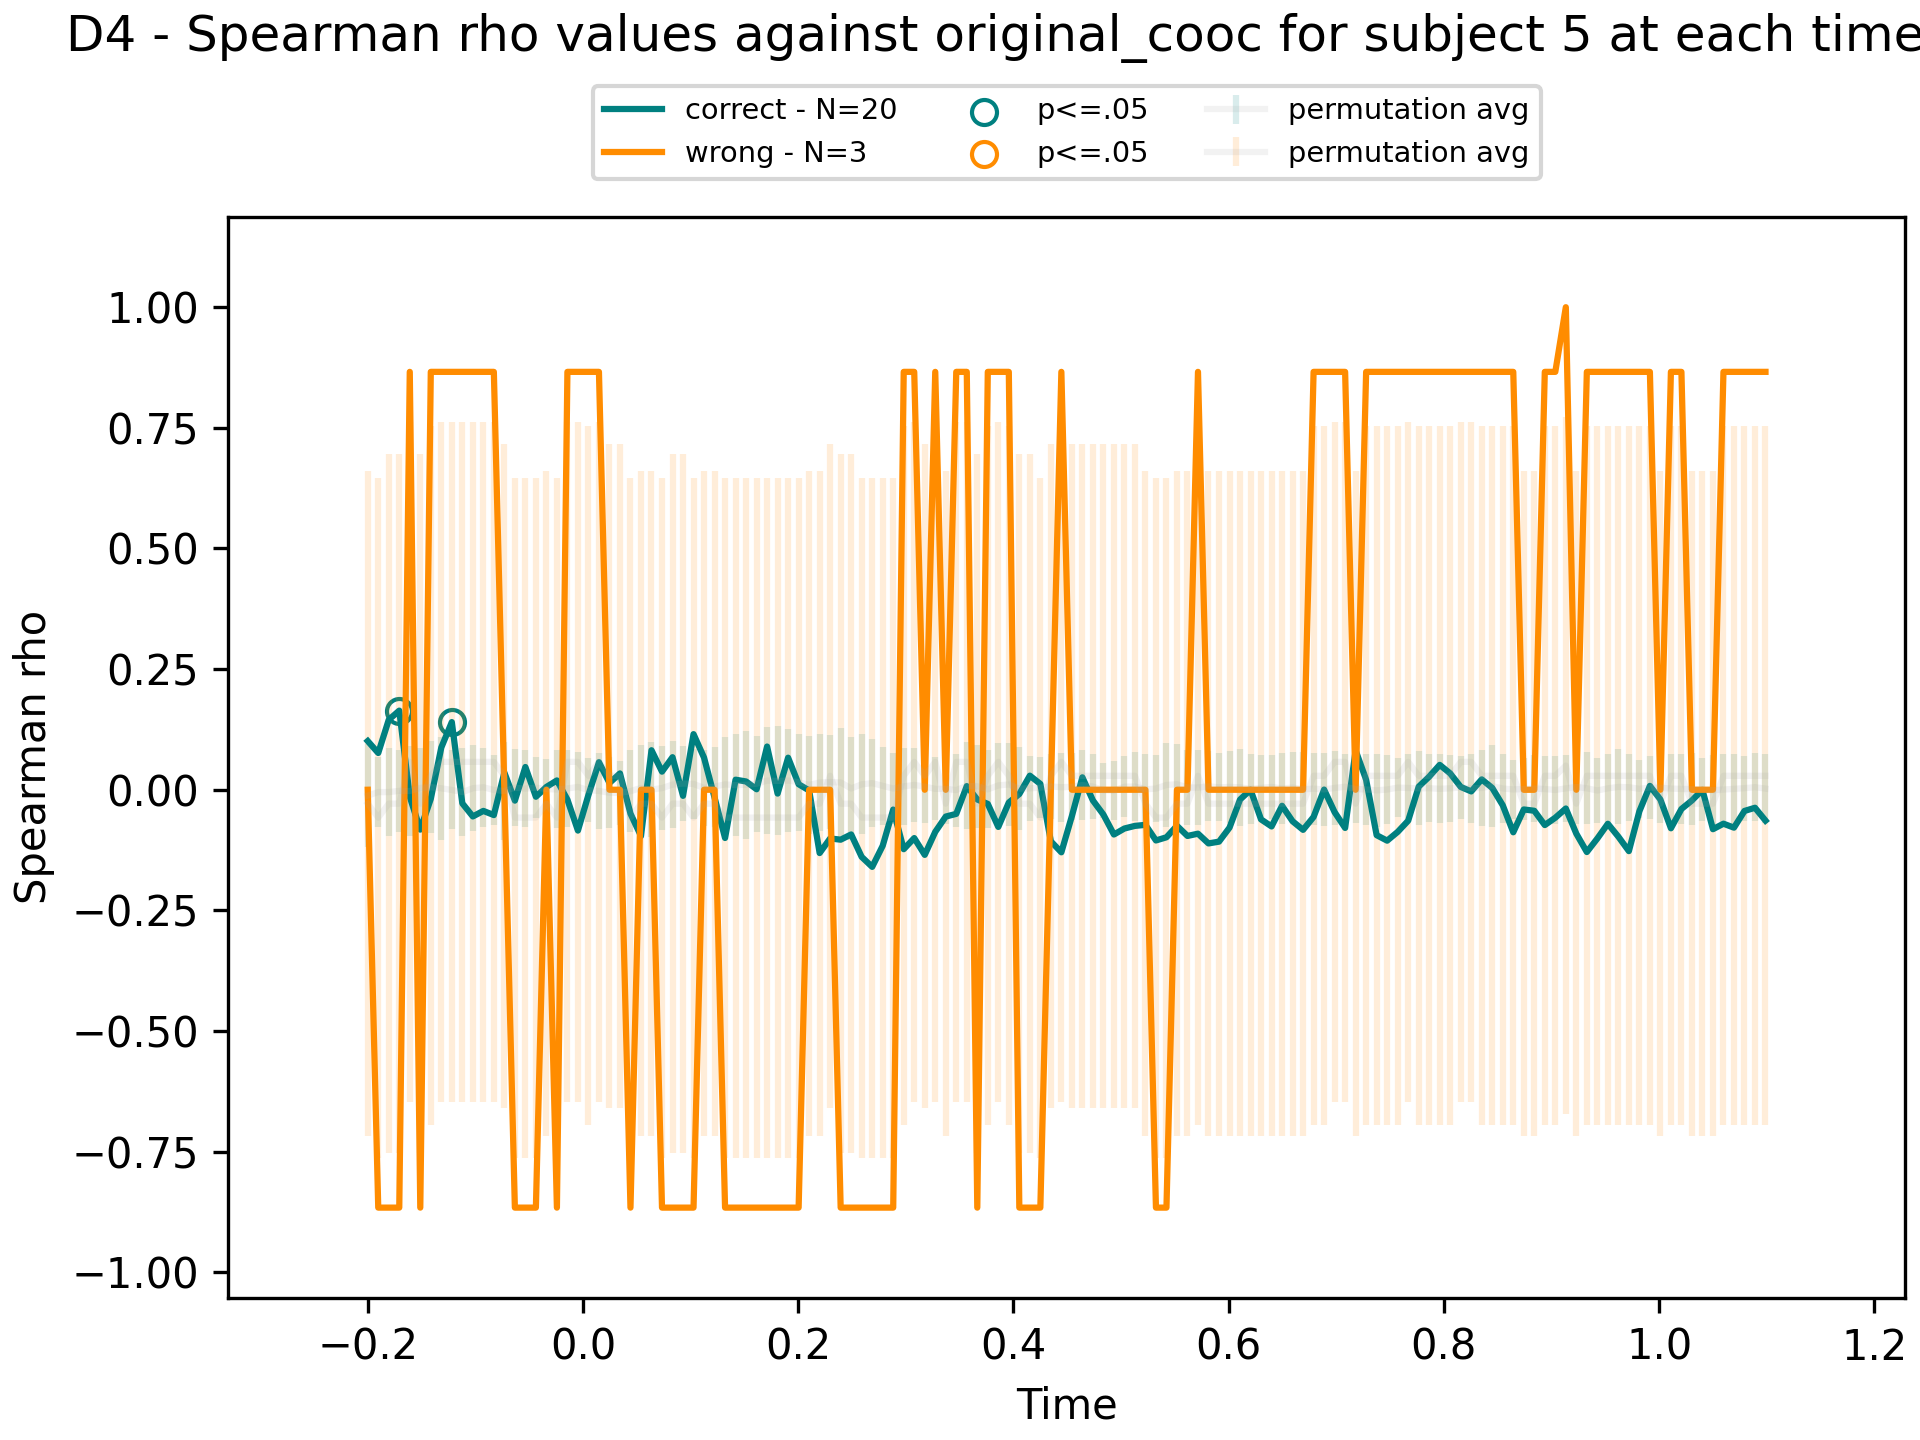 D4 - Spearman rho values against original_cooc for subject 5 at each time
correct - N=20
p<=.05
permutation avg
wrong - N=3
p<=.05
permutation avg
1.00
0.75
0.50
0.25
0.00
−0.25
−0.50
−0.75
−1.00
Spearman rho
−0.2
0.0
0.2
0.4
0.6
0.8
1.0
1.2
Time